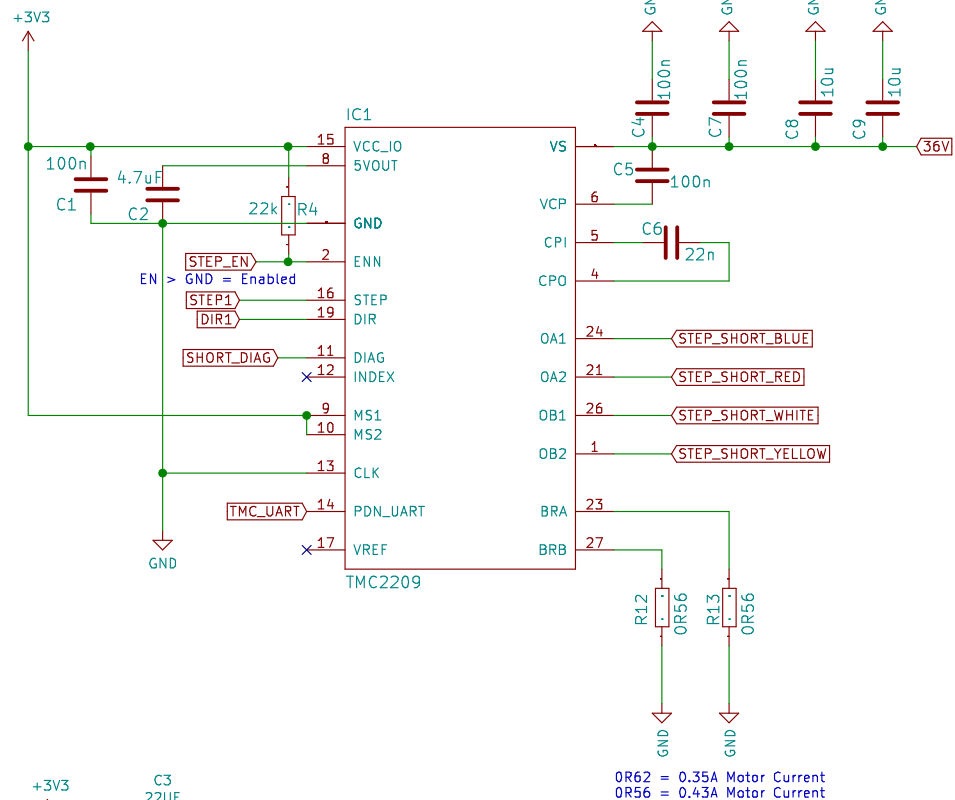 +3V3
GN
GN
GN
GN
100n
100n
10u
10u
C4
C7
C8
C9
IC1
15
VCC_IO
VS
36V
8
5VOUT
100n
4.7uF
C1
C2
22k
R4
C5
100n
6
VCP
GND
C6
22n
5
CPI
STEP_EN
2
ENN
4
CPO
EN > GND = Enabled
STEP1
16
STEP
DIR1
19
DIR
24
OA1
STEP_SHORT_BLUE
SHORT_DIAG
11
DIAG
12
INDEX
21
OA2
STEP_SHORT_RED
9
MS1
26
OB1
STEP_SHORT_WHITE
10
MS2
1
OB2
STEP_SHORT_YELLOW
13
CLK
TMC_UART
14
PDN_UART
23
BRA
17
VREF
27
BRB
GND
TMC2209
R12
0R56
R13
0R56
GND
GND
0R62 = 0.35A Motor Current
0R56 = 0.43A Motor Current
+3V3
C3
22UF